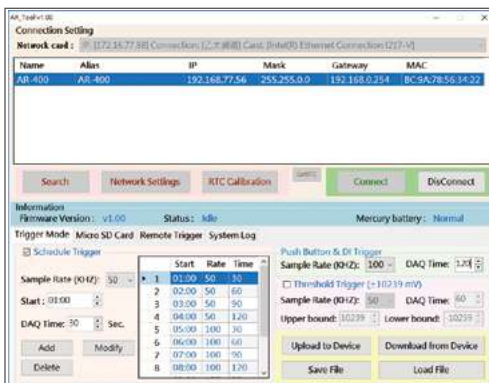 AR_Tool v1.00
Connection Setting
Network card :
Name Alias IP Mask Gateway MAC
AR-400 AR-400 192.168.77.56 255.255.0.0 192.168.0.254 BC:9A:78:56:34:22
Search Network Settings RTC Calibration Connect DisConnect
Information
Firmware Version : v1.00 Status : Idle Mercury battery : Normal
Trigger Mode Micro SD Card Remote Trigger System Log
Schedule Trigger
Sample Rate (KHZ): 50
Start : 01:00
DAQ Time: 30 Sec.
Add Modify
Delete
Start Rate Time
1 01:00 50 30
2 02:00 50 60
3 03:00 50 90
4 04:00 50 120
5 05:00 100 30
6 06:00 100 60
7 07:00 100 90
8 08:00 100 120
Push Button & DI Trigger
Sample Rate (KHZ): 100 DAQ Time: 120
Threshold Trigger (±10239 mV)
Sample Rate (KHZ): 50 DAQ Time: 60
Upper bound: 10239 Lower bound: -10239
Upload to Device Download from Device
Save File Load File